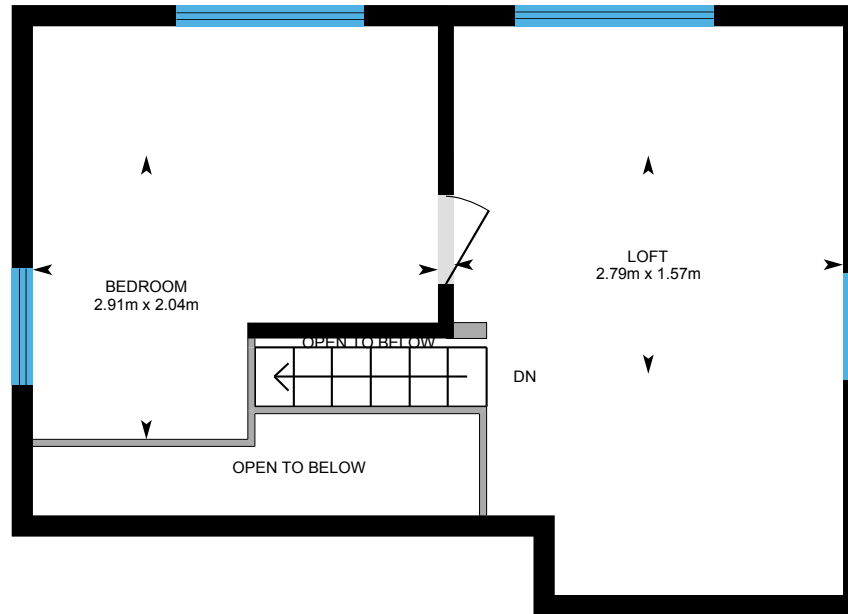 LOFT
2.79m x 1.57m
BEDROOM
2.91m x 2.04m
OPEN TO BELOW
DN
OPEN TO BELOW